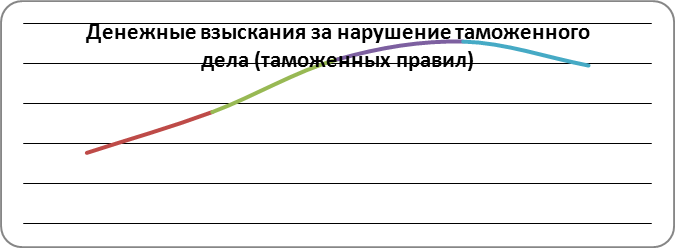 Денежные взыскания за нарушение таможенного
дела (таможенных правил)